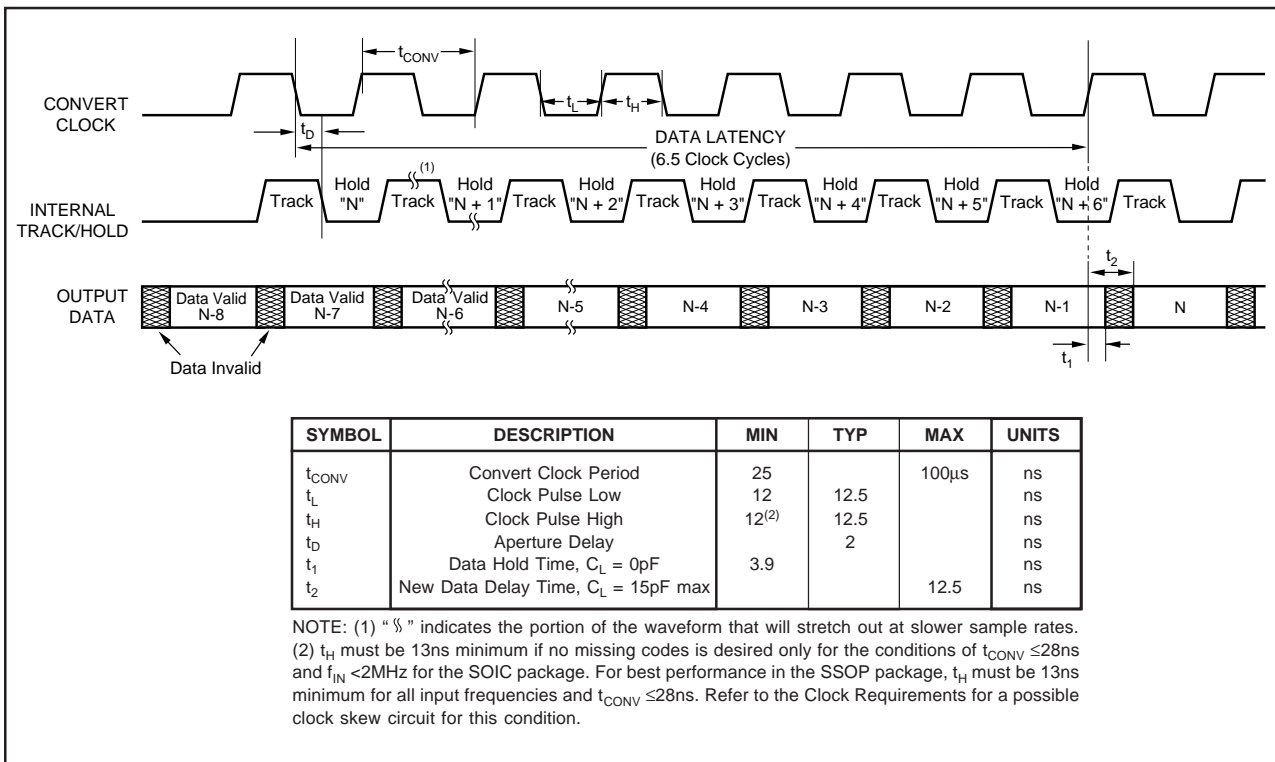 tCONV
CONVERT
CLOCK
tL
tH
tD
DATA LATENCY
(6.5 Clock Cycles)
(1)
INTERNAL
TRACK/HOLD
Track
Hold
"N"
Track
Hold
"N + 1"
Track
Hold
"N + 2"
Track
Hold
"N + 3"
Track
Hold
"N + 4"
Track
Hold
"N + 5"
Track
Hold
"N + 6"
Track
t2
OUTPUT
DATA
Data Valid
N-8
Data Valid
N-7
Data Valid
N-6
N-5
N-4
N-3
N-2
N-1
N
Data Invalid
t1
SYMBOL DESCRIPTION MIN TYP MAX UNITS
tCONV Convert Clock Period 25 100µs ns
tL Clock Pulse Low 12 12.5 ns
tH Clock Pulse High 12(2) 12.5 ns
tD Aperture Delay 2 ns
t1 Data Hold Time, CL = 0pF 3.9 ns
t2 New Data Delay Time, CL = 15pF max 12.5 ns
NOTE: (1) “ ” indicates the portion of the waveform that will stretch out at slower sample rates.
(2) tH must be 13ns minimum if no missing codes is desired only for the conditions of tCONV ≤28ns
and fIN <2MHz for the SOIC package. For best performance in the SSOP package, tH must be 13ns
minimum for all input frequencies and tCONV ≤28ns. Refer to the Clock Requirements for a possible
clock skew circuit for this condition.